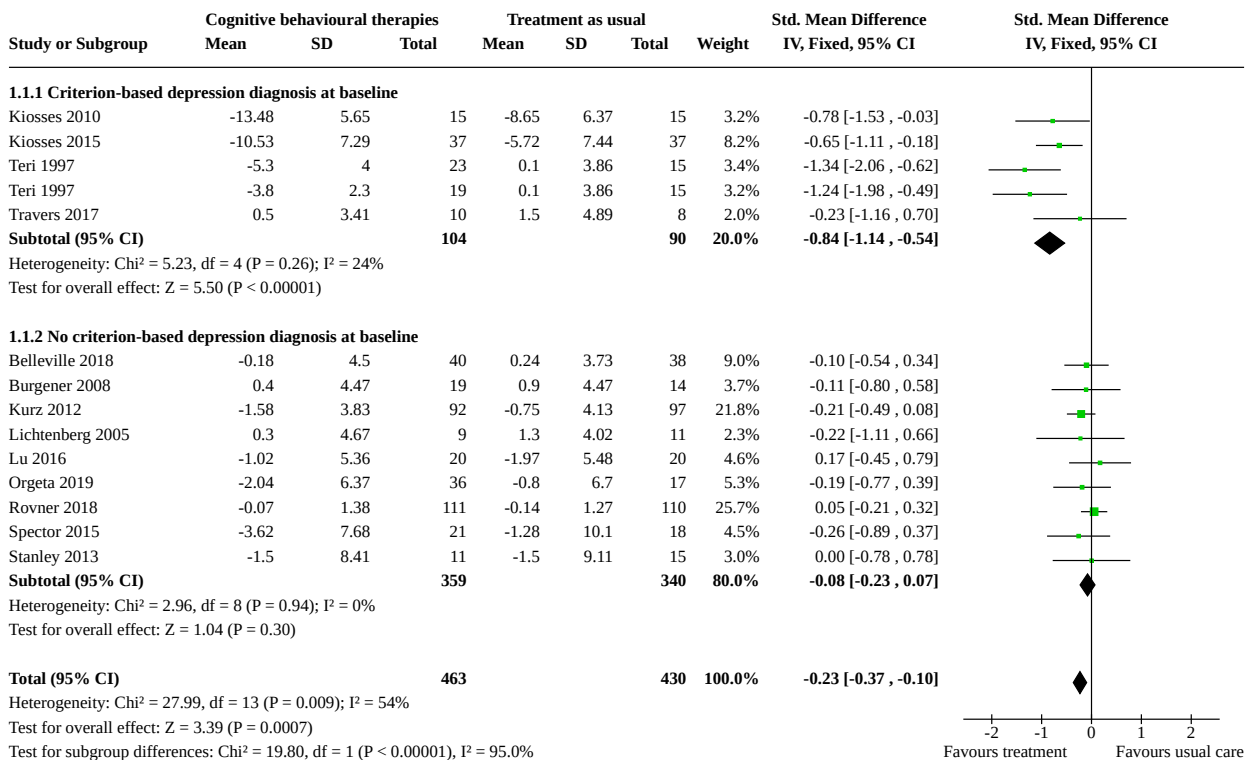 Cognitive behavioural therapies Treatment as usual Std. Mean Difference Std. Mean Difference
Study or Subgroup Mean SD Total Mean SD Total Weight IV, Fixed, 95% CI IV, Fixed, 95% CI
1.1.1 Criterion-based depression diagnosis at baseline
Kiosses 2010 -13.48 5.65 15 -8.65 6.37 15 3.2% -0.78 [-1.53 , -0.03]
Kiosses 2015 -10.53 7.29 37 -5.72 7.44 37 8.2% -0.65 [-1.11 , -0.18]
Teri 1997 -5.3 4 23 0.1 3.86 15 3.4% -1.34 [-2.06 , -0.62]
Teri 1997 -3.8 2.3 19 0.1 3.86 15 3.2% -1.24 [-1.98 , -0.49]
Travers 2017 0.5 3.41 10 1.5 4.89 8 2.0% -0.23 [-1.16 , 0.70]
Subtotal (95% CI) 104 90 20.0% -0.84 [-1.14 , -0.54]
Heterogeneity: Chi² = 5.23, df = 4 (P = 0.26); I² = 24%
Test for overall effect: Z = 5.50 (P < 0.00001)
1.1.2 No criterion-based depression diagnosis at baseline
Belleville 2018 -0.18 4.5 40 0.24 3.73 38 9.0% -0.10 [-0.54 , 0.34]
Burgener 2008 0.4 4.47 19 0.9 4.47 14 3.7% -0.11 [-0.80 , 0.58]
Kurz 2012 -1.58 3.83 92 -0.75 4.13 97 21.8% -0.21 [-0.49 , 0.08]
Lichtenberg 2005 0.3 4.67 9 1.3 4.02 11 2.3% -0.22 [-1.11 , 0.66]
Lu 2016 -1.02 5.36 20 -1.97 5.48 20 4.6% 0.17 [-0.45 , 0.79]
Orgeta 2019 -2.04 6.37 36 -0.8 6.7 17 5.3% -0.19 [-0.77 , 0.39]
Rovner 2018 -0.07 1.38 111 -0.14 1.27 110 25.7% 0.05 [-0.21 , 0.32]
Spector 2015 -3.62 7.68 21 -1.28 10.1 18 4.5% -0.26 [-0.89 , 0.37]
Stanley 2013 -1.5 8.41 11 -1.5 9.11 15 3.0% 0.00 [-0.78 , 0.78]
Subtotal (95% CI) 359 340 80.0% -0.08 [-0.23 , 0.07]
Heterogeneity: Chi² = 2.96, df = 8 (P = 0.94); I² = 0%
Test for overall effect: Z = 1.04 (P = 0.30)
Total (95% CI) 463 430 100.0% -0.23 [-0.37 , -0.10]
Heterogeneity: Chi² = 27.99, df = 13 (P = 0.009); I² = 54%
Test for overall effect: Z = 3.39 (P = 0.0007)
-2 -1 0 1 2
Test for subgroup differences: Chi² = 19.80, df = 1 (P < 0.00001), I² = 95.0% Favours treatment Favours usual care